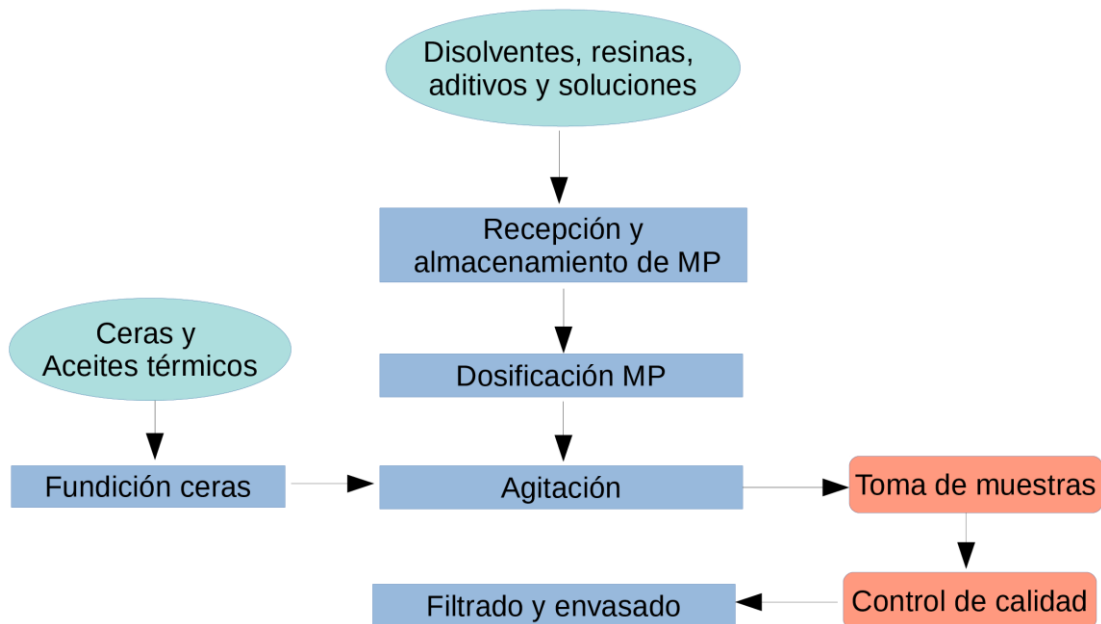 Disolventes, resinas,
aditivos y soluciones
Recepción y
almacenamiento de MP
Ceras y
Aceites térmicos
Dosificación MP
Fundición ceras
Agitación
Toma de muestras
Control de calidad
Filtrado y envasado